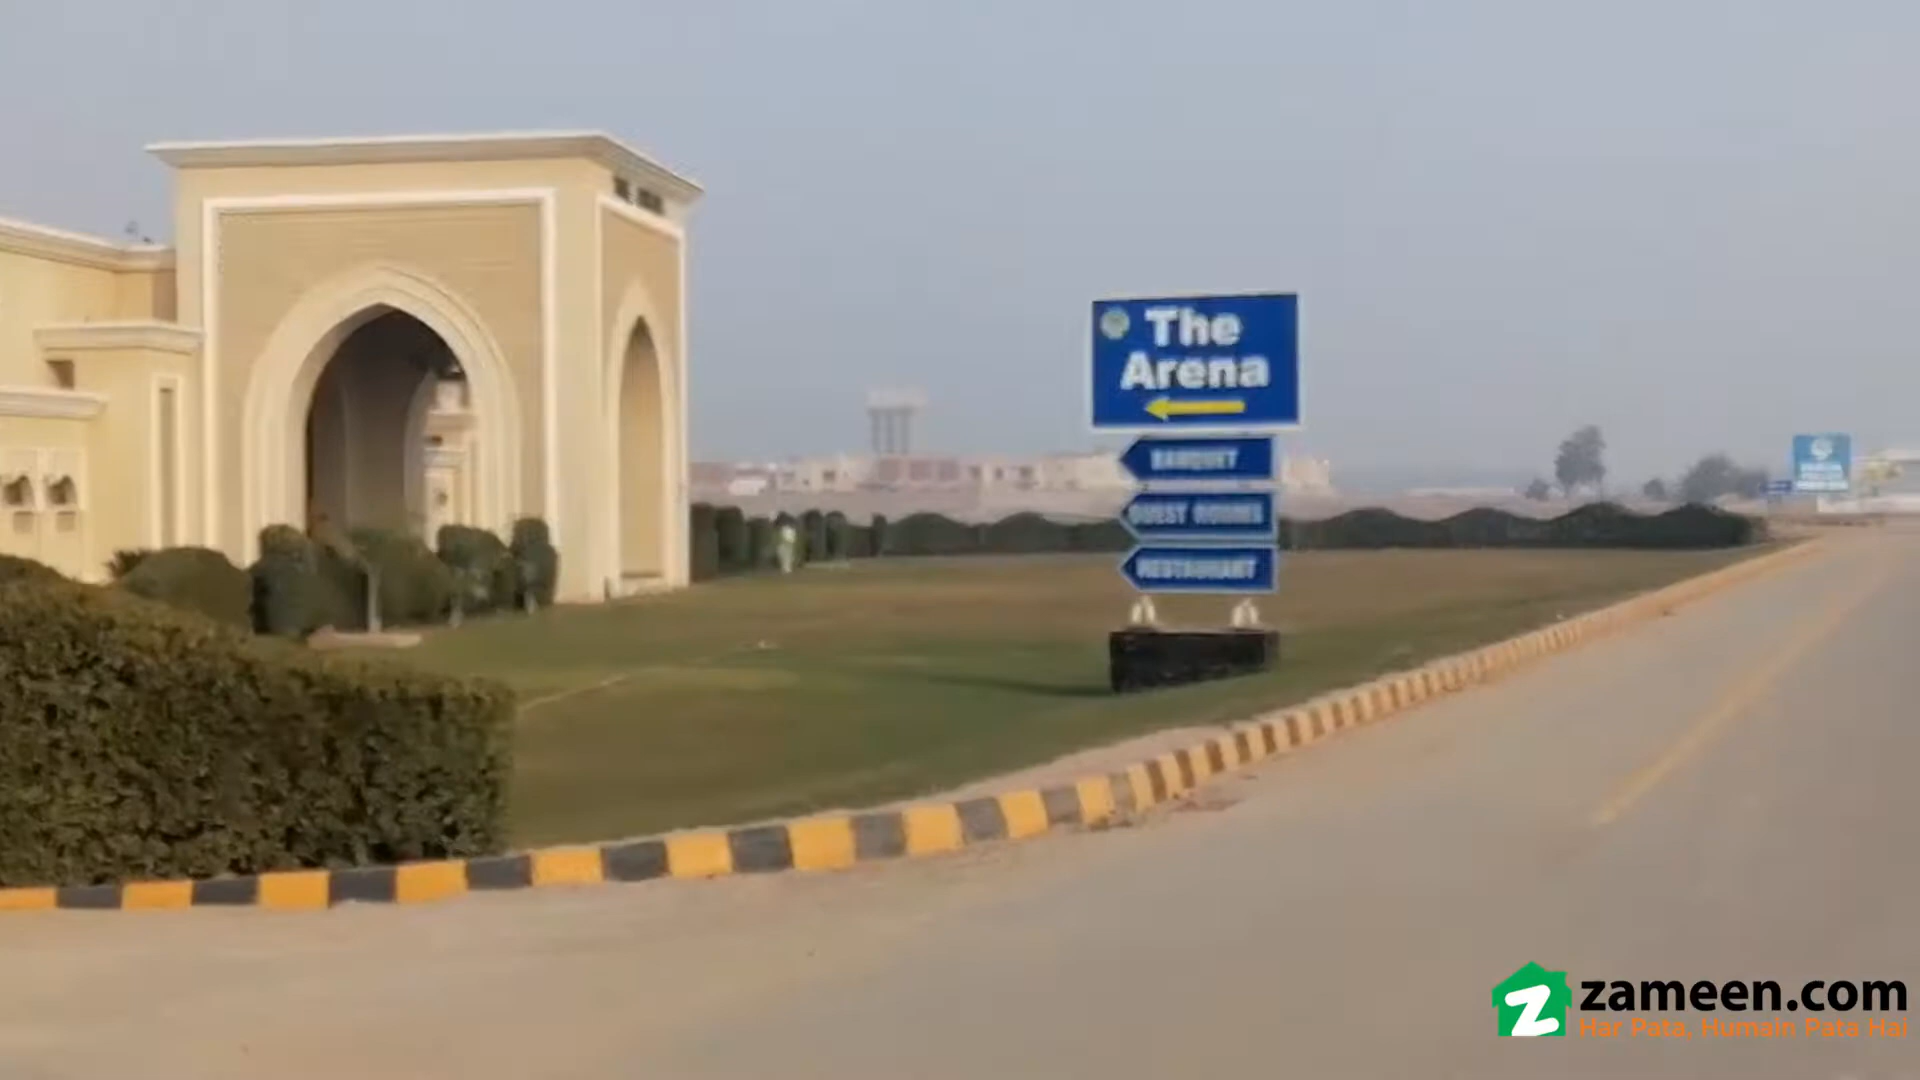 The
Arena
BANQUET
GUEST ROOMS
RESTAURANT
zameen.com
Har Pata, Humain Pata Hai